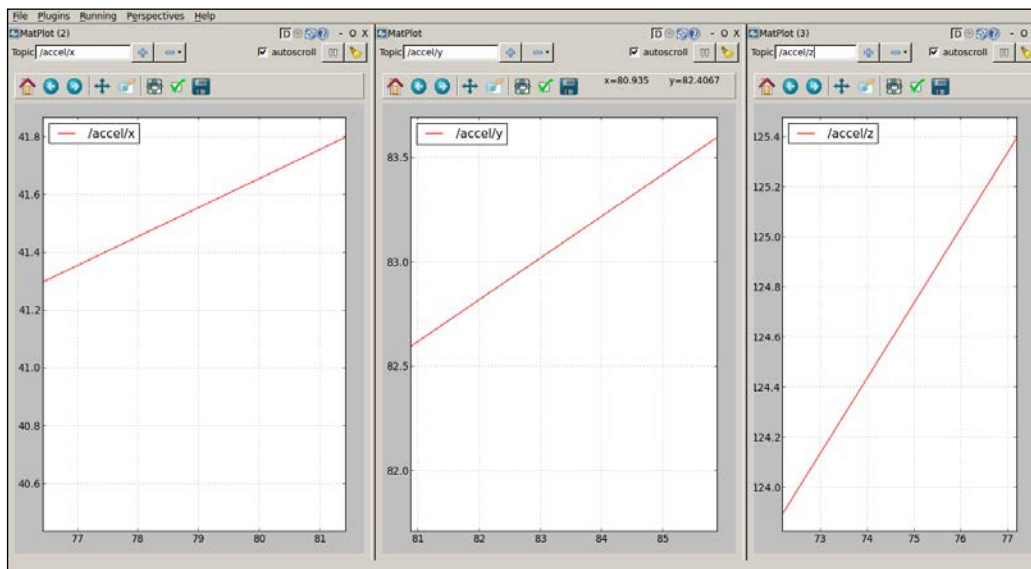 File Plugins Running Perspectives Help
MatPlot (2) D - O X
Topic /accel/x autoscroll
/accel/x
41.8
41.6
41.4
41.2
41.0
40.8
40.6
77 78 79 80 81
MatPlot D - O X
Topic /accel/y autoscroll
x=80.935 y=82.4067
/accel/y
83.5
83.0
82.5
82.0
81 82 83 84 85
MatPlot (3) D - O
Topic /accel/z autoscroll
/accel/z
125.4
125.2
125.0
124.8
124.6
124.4
124.2
124.0
73 74 75 76 77